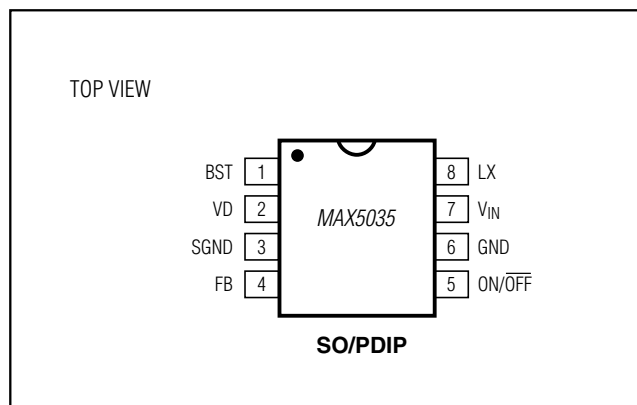 TOP VIEW
BST 1 8 LX
VD 2 MAX5035 7 VIN
SGND 3 6 GND
FB 4 5 ON/O̅F̅F̅
SO/PDIP